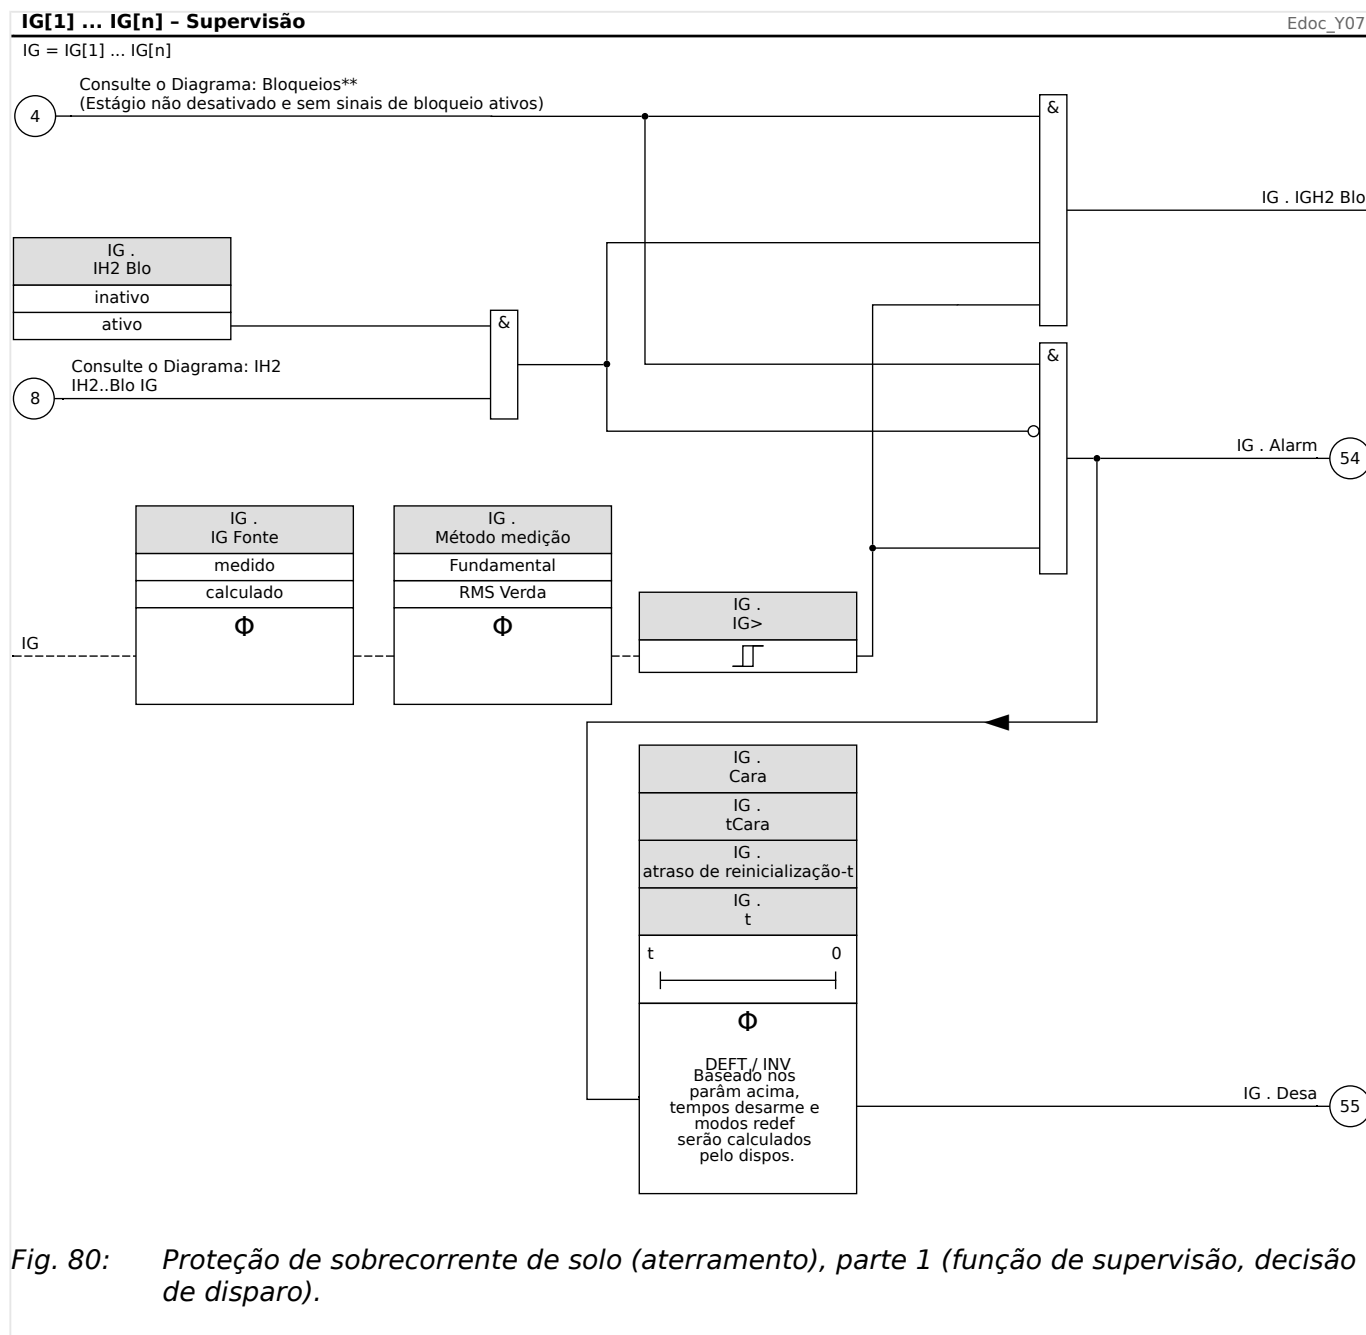 IG[1] ... IG[n] – Supervisão
Edoc_Y07
IG = IG[1] ... IG[n]
Consulte o Diagrama: Bloqueios**
(Estágio não desativado e sem sinais de bloqueio ativos)
4
&
IG . IGH2 Blo
IG .
IH2 Blo
inativo
ativo
&
Consulte o Diagrama: IH2
IH2..Blo IG
8
&
IG . Alarm
54
IG .
IG Fonte
medido
calculado
Φ
IG .
Método medição
Fundamental
RMS Verda
Φ
IG .
IG>
IG
IG .
Cara
IG .
tCara
IG .
atraso de reinicialização-t
IG .
t
t 0
Φ
DEFT / INV
Baseado nos
parâm acima,
tempos desarme e
modos redef
serão calculados
pelo dispos.
IG . Desa
55
Fig. 80: Proteção de sobrecorrente de solo (aterramento), parte 1 (função de supervisão, decisão
de disparo).